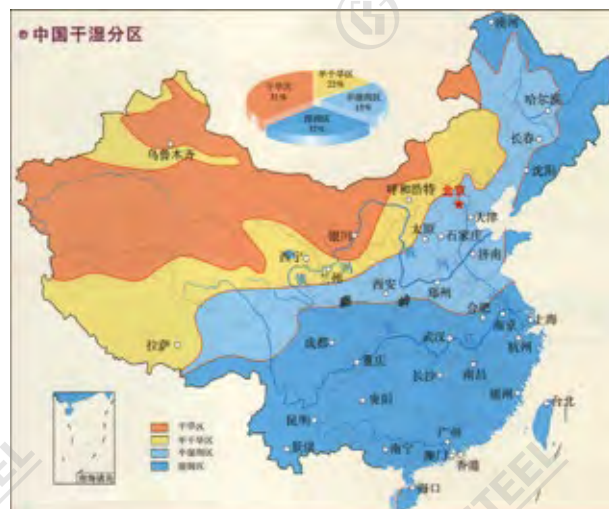 中国干湿分区
干旱区
31%
半干旱区
22%
半湿润区
15%
湿润区
32%
漠河
哈尔滨
长春
沈阳
乌鲁木齐
呼和浩特
北京
天津
银川
太原
石家庄
济南
西宁
兰州
西安
郑州
合肥
南京
上海
杭州
拉萨
成都
武汉
重庆
长沙
南昌
贵阳
福州
台北
昆明
南宁
广州
澳门
香港
海口
干旱区
半干旱区
半湿润区
湿润区
南海诸岛
STEEL